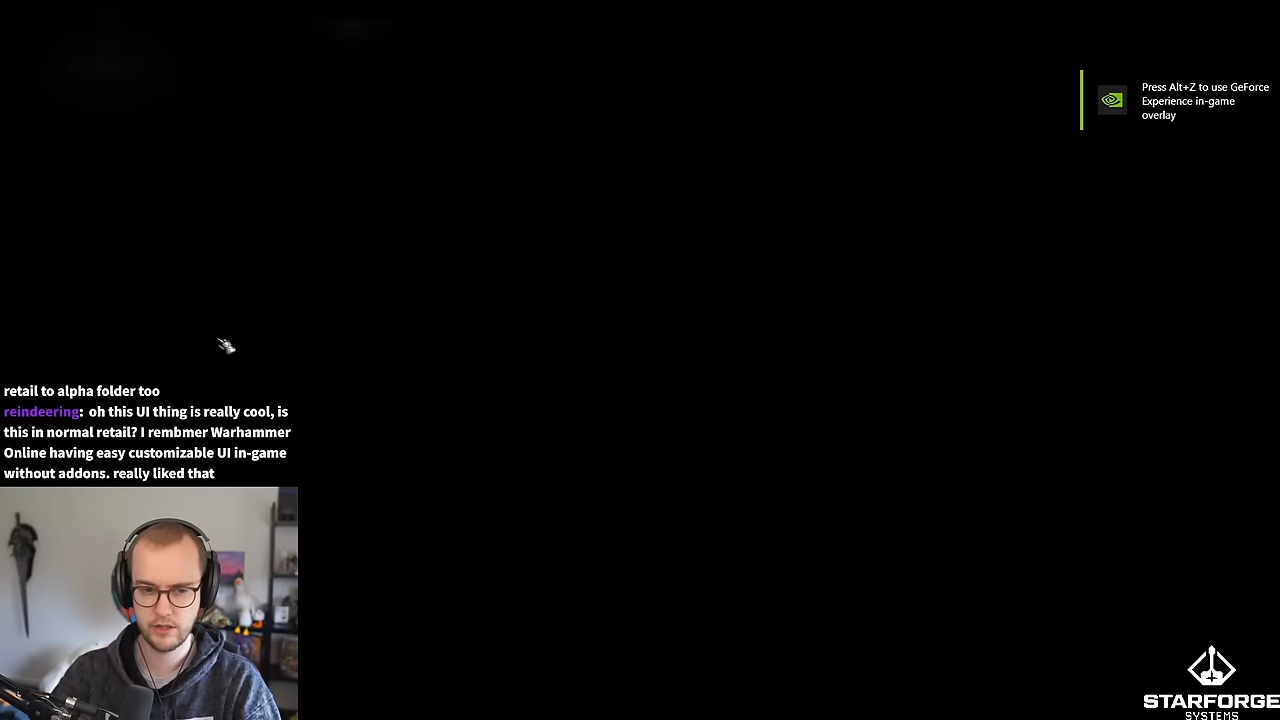 Press Alt+Z to use GeForce
Experience in-game
overlay
retail to alpha folder too
reindeering: oh this UI thing is really cool, is
this in normal retail? I rembmer Warhammer
Online having easy customizable UI in-game
without addons. really liked that
STARFORGE
SYSTEMS